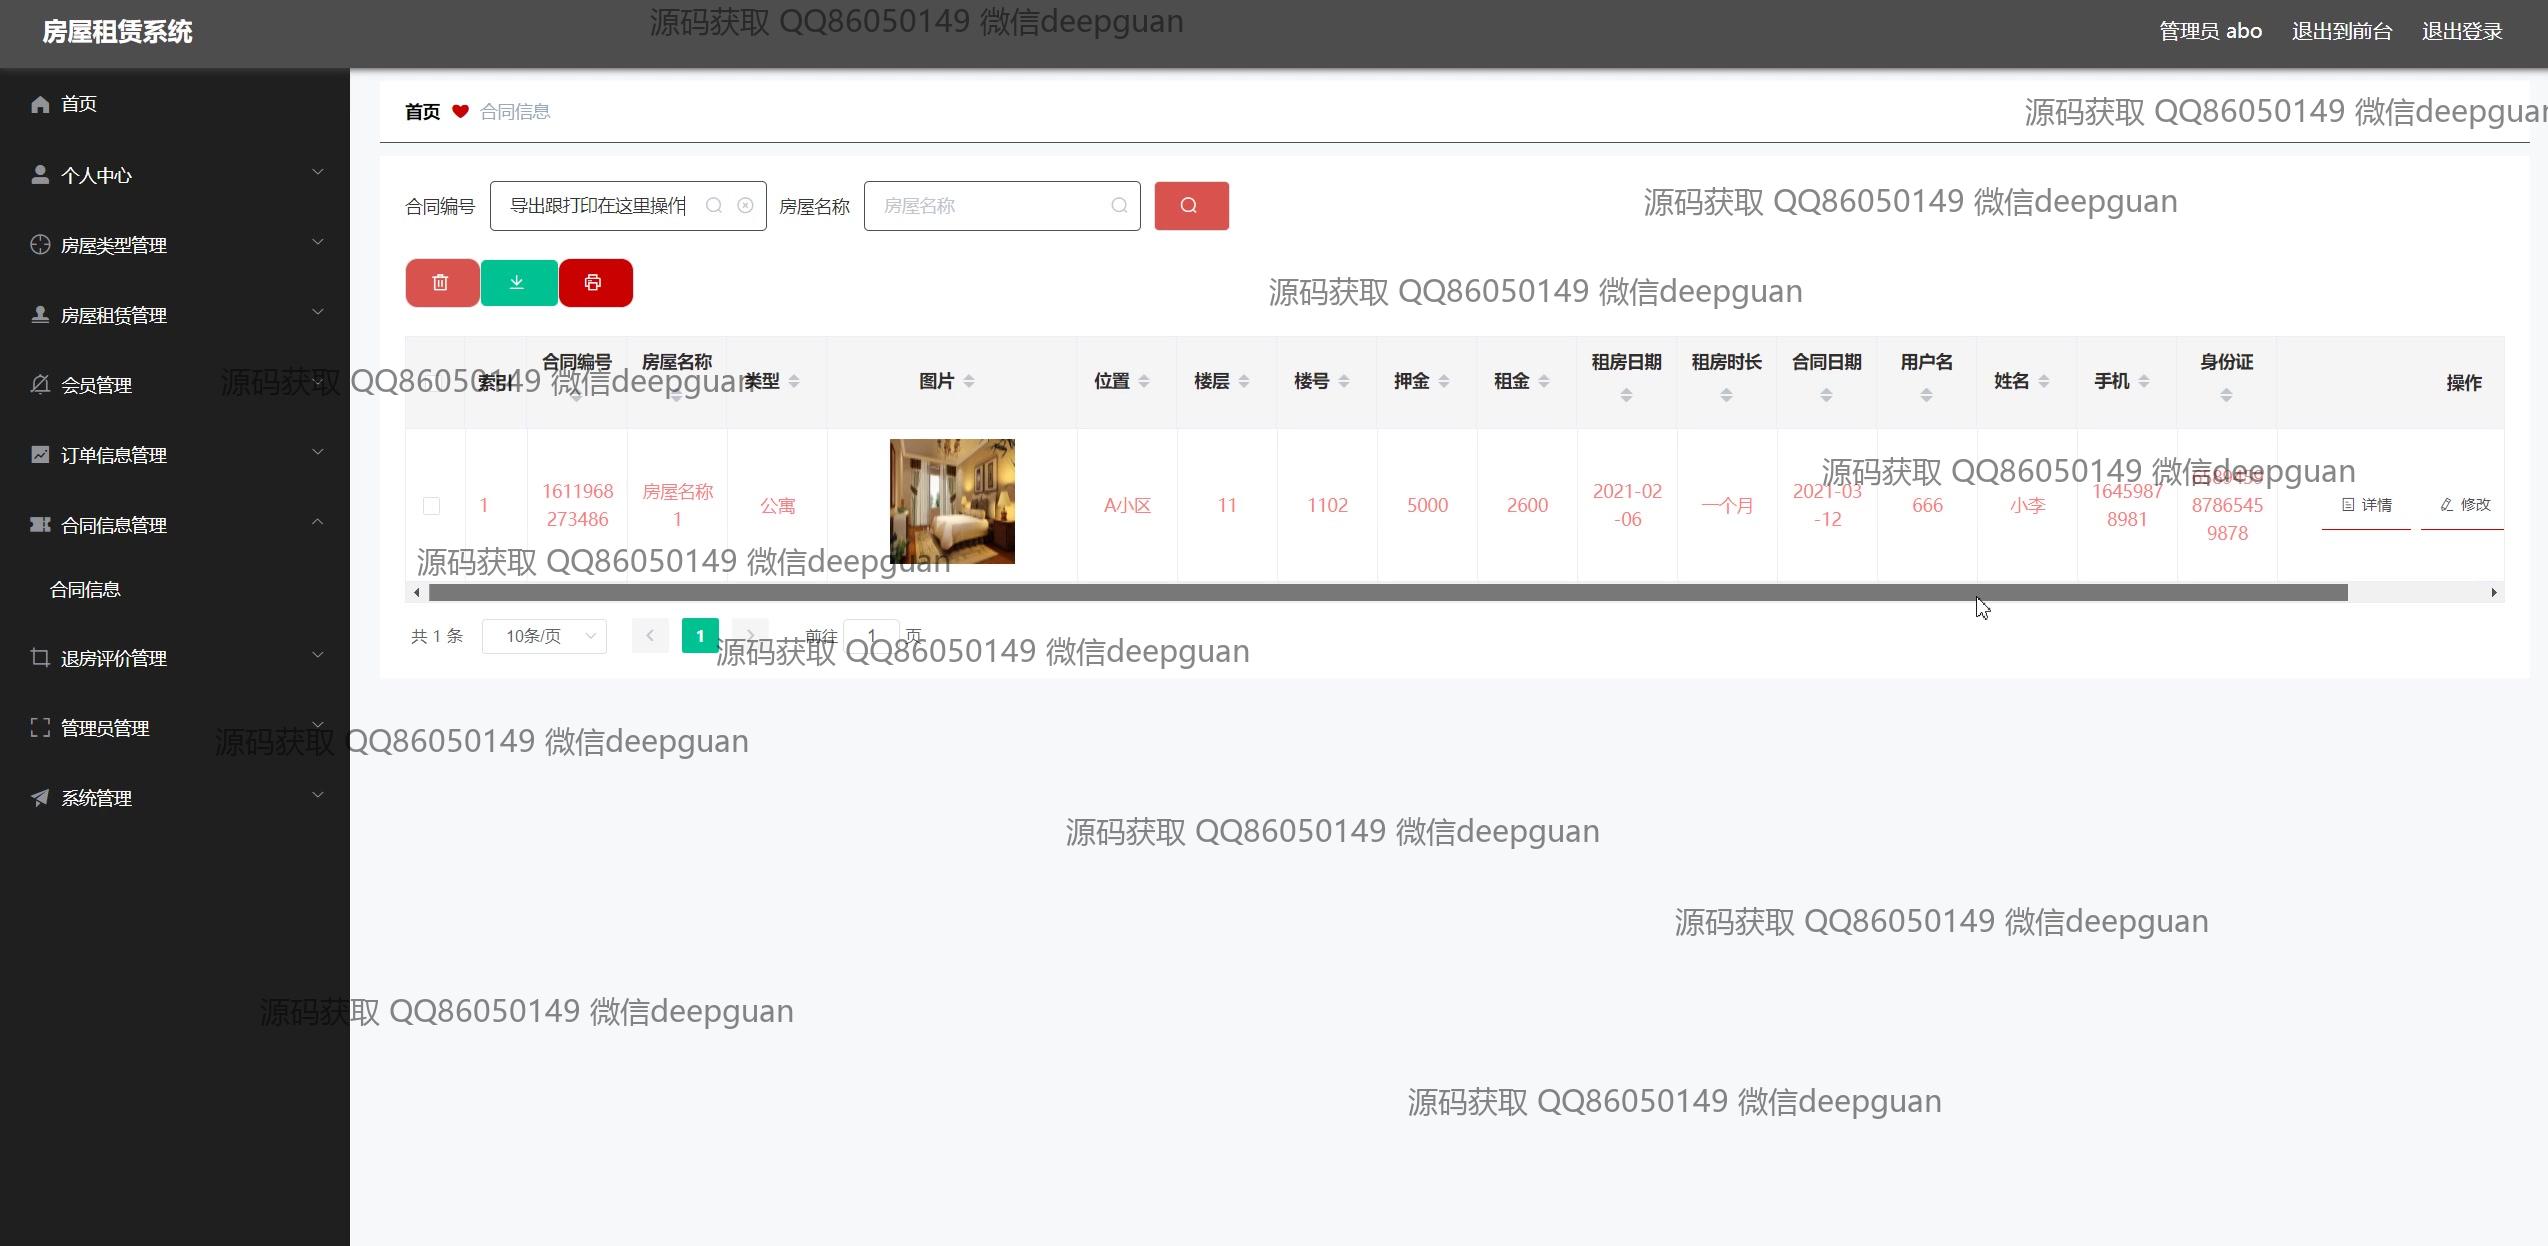 房屋租赁系统
源码获取 QQ86050149 微信deepguan
管理员 abo 退出到前台 退出登录
首页
个人中心
房屋类型管理
房屋租赁管理
会员管理
订单信息管理
合同信息管理
合同信息
退房评价管理
管理员管理
系统管理
首页 合同信息
源码获取 QQ86050149 微信deepguan
合同编号 导出跟打印在这里操作 房屋名称 房屋名称
源码获取 QQ86050149 微信deepguan
源码获取 QQ86050149 微信deepguan
索引 合同编号 房屋名称 类型 图片 位置 楼层 楼号 押金 租金 租房日期 租房时长 合同日期 用户名 姓名 手机 身份证 操作
源码获取 QQ86050149 微信deepguan
源码获取 QQ86050149 微信deepguan
1 1611968273486 房屋名称1 公寓 A小区 11 1102 5000 2600 2021-02-06 一个月 2021-03-12 666 小李 16459878981 87865459878 详情 修改
源码获取 QQ86050149 微信deepguan
共 1 条 10条/页 1 前往 1 页
源码获取 QQ86050149 微信deepguan
源码获取 QQ86050149 微信deepguan
源码获取 QQ86050149 微信deepguan
源码获取 QQ86050149 微信deepguan
源码获取 QQ86050149 微信deepguan
源码获取 QQ86050149 微信deepguan